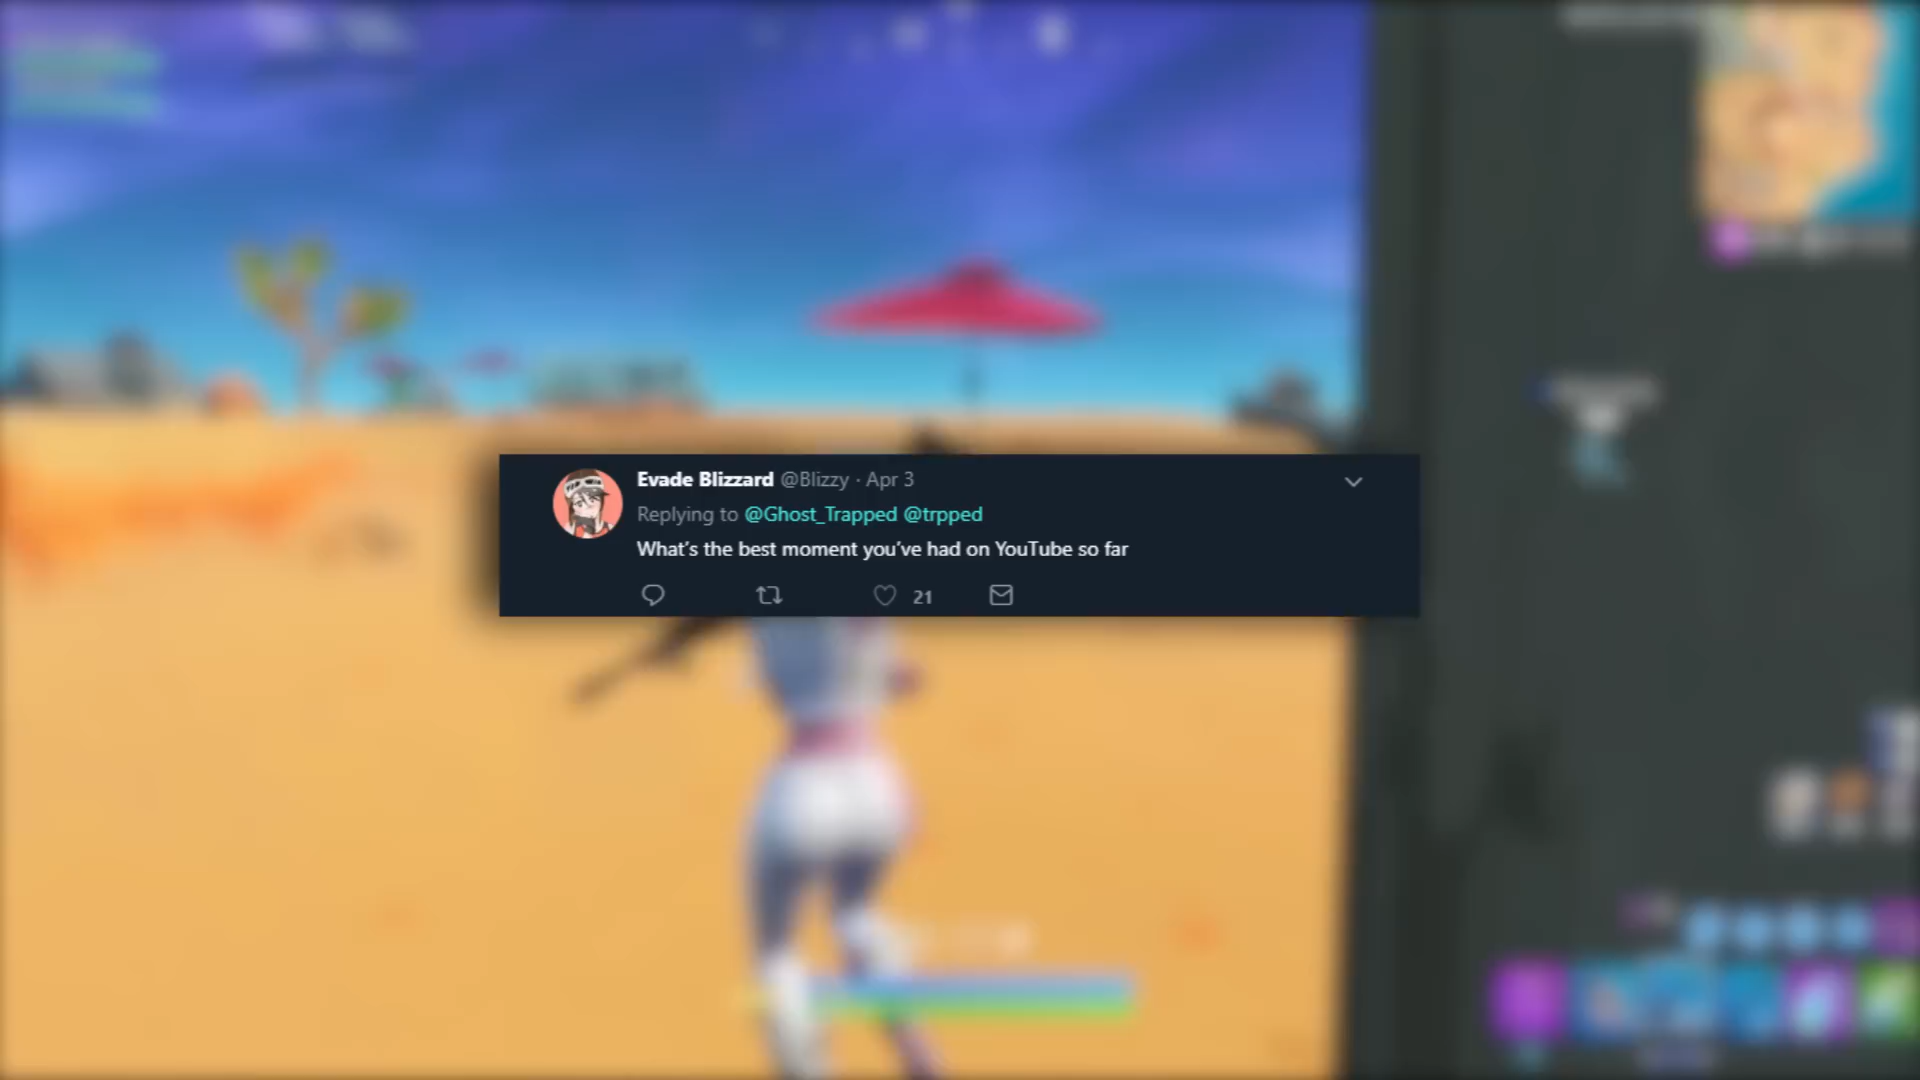 Evade Blizzard @Blizzy · Apr 3
Replying to @Ghost_Trapped @trpped
What’s the best moment you’ve had on YouTube so far
21